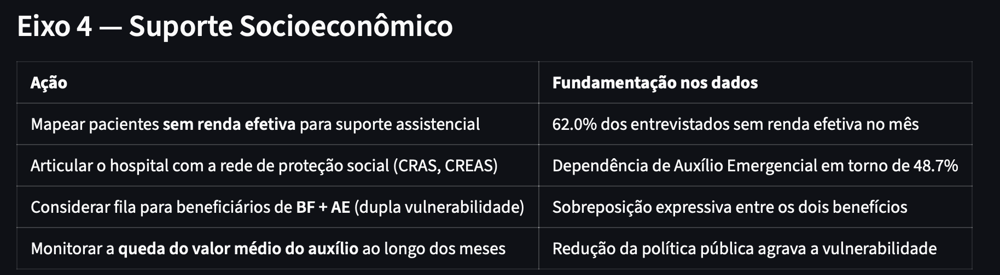 Eixo 4 — Suporte Socioeconômico
Ação
Fundamentação nos dados
Mapear pacientes sem renda efetiva para suporte assistencial
62.0% dos entrevistados sem renda efetiva no mês
Articular o hospital com a rede de proteção social (CRAS, CREAS)
Dependência de Auxílio Emergencial em torno de 48.7%
Considerar fila para beneficiários de BF + AE (dupla vulnerabilidade)
Sobreposição expressiva entre os dois benefícios
Monitorar a queda do valor médio do auxílio ao longo dos meses
Redução da política pública agrava a vulnerabilidade